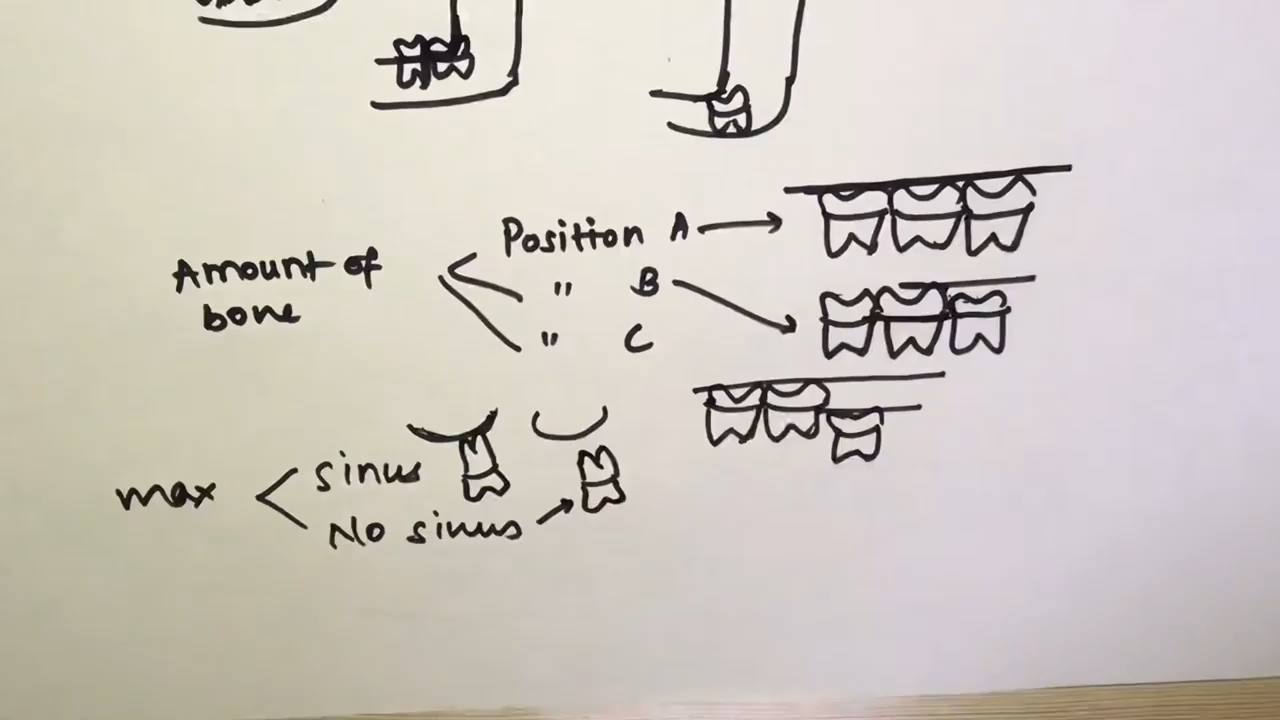 Position A
Amount of
" B
bone
" C
max
sinus
No sinus